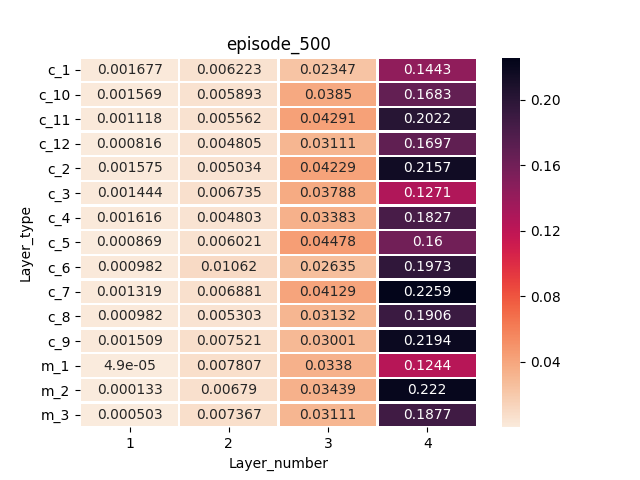 episode_500
c_1 0.001677 0.006223 0.02347 0.1443
c_10 0.001569 0.005893 0.0385 0.1683
c_11 0.001118 0.005562 0.04291 0.2022
c_12 0.000816 0.004805 0.03111 0.1697
c_2 0.001575 0.005034 0.04229 0.2157
c_3 0.001444 0.006735 0.03788 0.1271
c_4 0.001616 0.004803 0.03383 0.1827
c_5 0.000869 0.006021 0.04478 0.16
c_6 0.000982 0.01062 0.02635 0.1973
c_7 0.001319 0.006881 0.04129 0.2259
c_8 0.000982 0.005303 0.03132 0.1906
c_9 0.001509 0.007521 0.03001 0.2194
m_1 4.9e-05 0.007807 0.0338 0.1244
m_2 0.000133 0.00679 0.03439 0.222
m_3 0.000503 0.007367 0.03111 0.1877
1 2 3 4
Layer_number
Layer_type
0.20
0.16
0.12
0.08
0.04